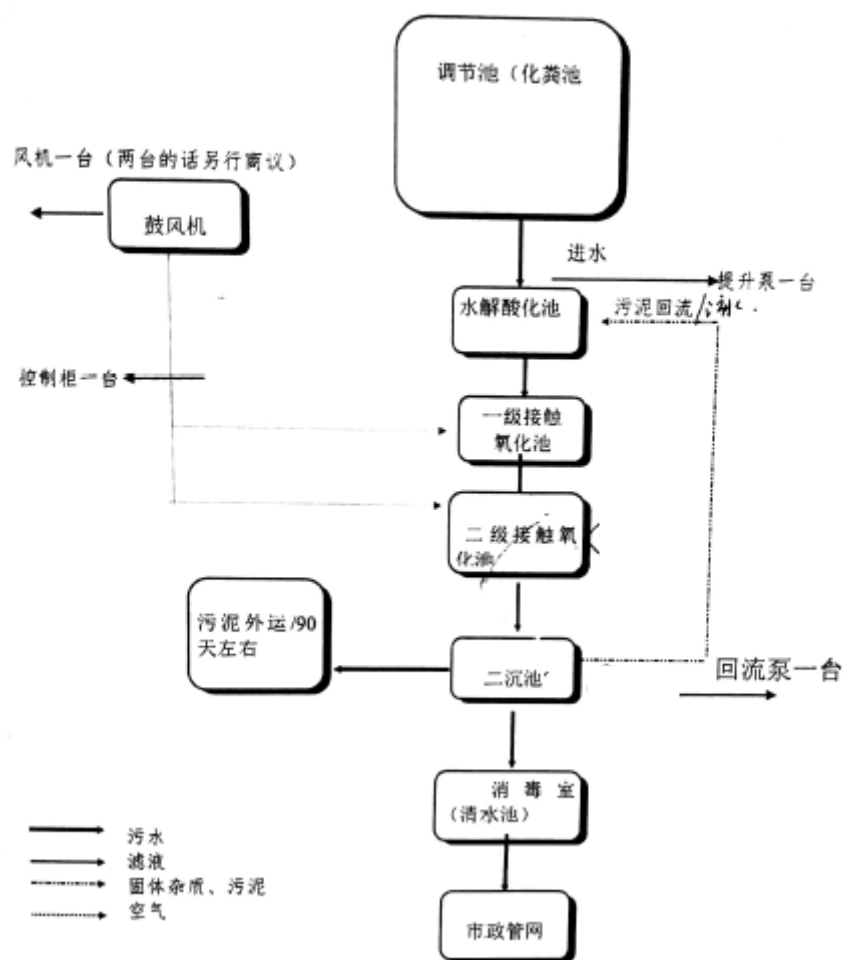 调节池（化粪池
风机一台（两台的话另行商议）
鼓风机
进水
提升泵一台
水解酸化池
污泥回流/
控制柜一台
一级接触
氧化池
二级接触氧
化池
污泥外运/90
天左右
二沉池
回流泵一台
消毒室
（清水池）
污水
滤液
固体杂质、污泥
空气
市政管网